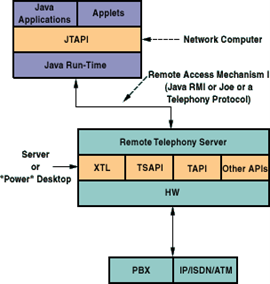 Java
Applications
Applets
JTAPI
Network Computer
Java Run-Time
Remote Access Mechanism I
(Java RMI or Joe or a
Telephony Protocol)
Remote Telephony Server
Server
or
"Power" Desktop
XTL
TSAPI
TAPI
Other APIs
HW
PBX
IP/ISDN/ATM